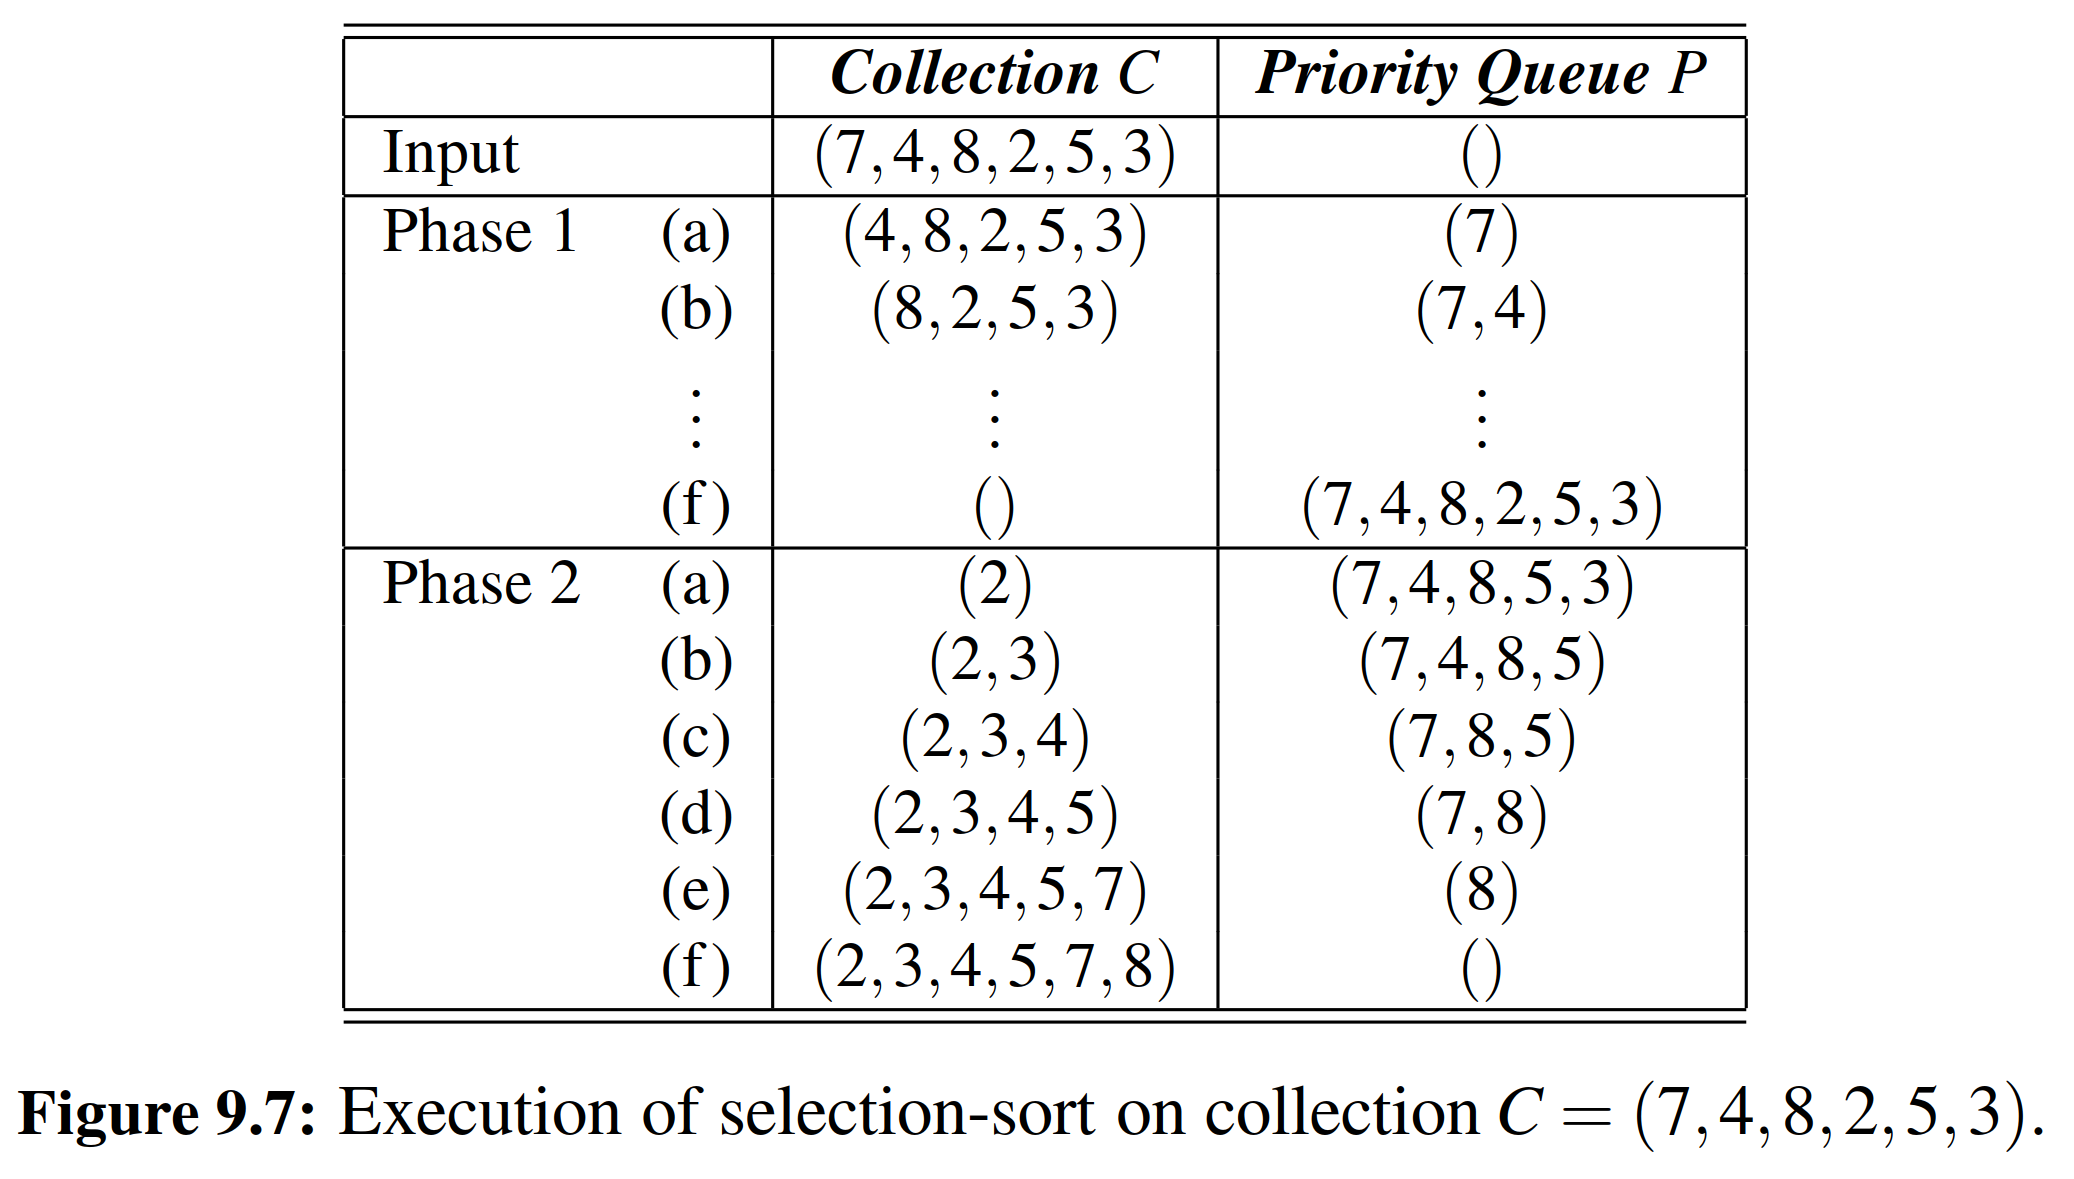 Collection C Priority Queue P
Input (7,4,8,2,5,3) ()
Phase 1 (a) (4,8,2,5,3) (7)
(b) (8,2,5,3) (7,4)
⋮ ⋮ ⋮
(f) () (7,4,8,2,5,3)
Phase 2 (a) (2) (7,4,8,5,3)
(b) (2,3) (7,4,8,5)
(c) (2,3,4) (7,8,5)
(d) (2,3,4,5) (7,8)
(e) (2,3,4,5,7) (8)
(f) (2,3,4,5,7,8) ()
Figure 9.7: Execution of selection-sort on collection C = (7,4,8,2,5,3).